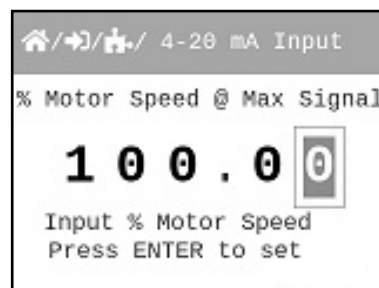 / / / 4-20 mA Input
% Motor Speed @ Max Signal
100.00
Input % Motor Speed
Press ENTER to set